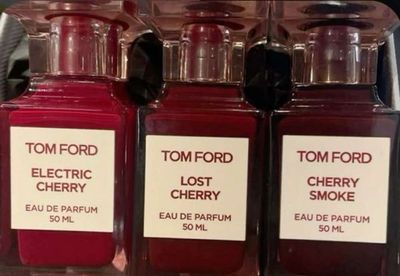 TOM FORD
ELECTRIC
CHERRY
EAU DE PARFUM
50 ML
TOM FORD
LOST
CHERRY
EAU DE PARFUM
50 ML
TOM FORD
CHERRY
SMOKE
EAU DE PARFUM
50 ML